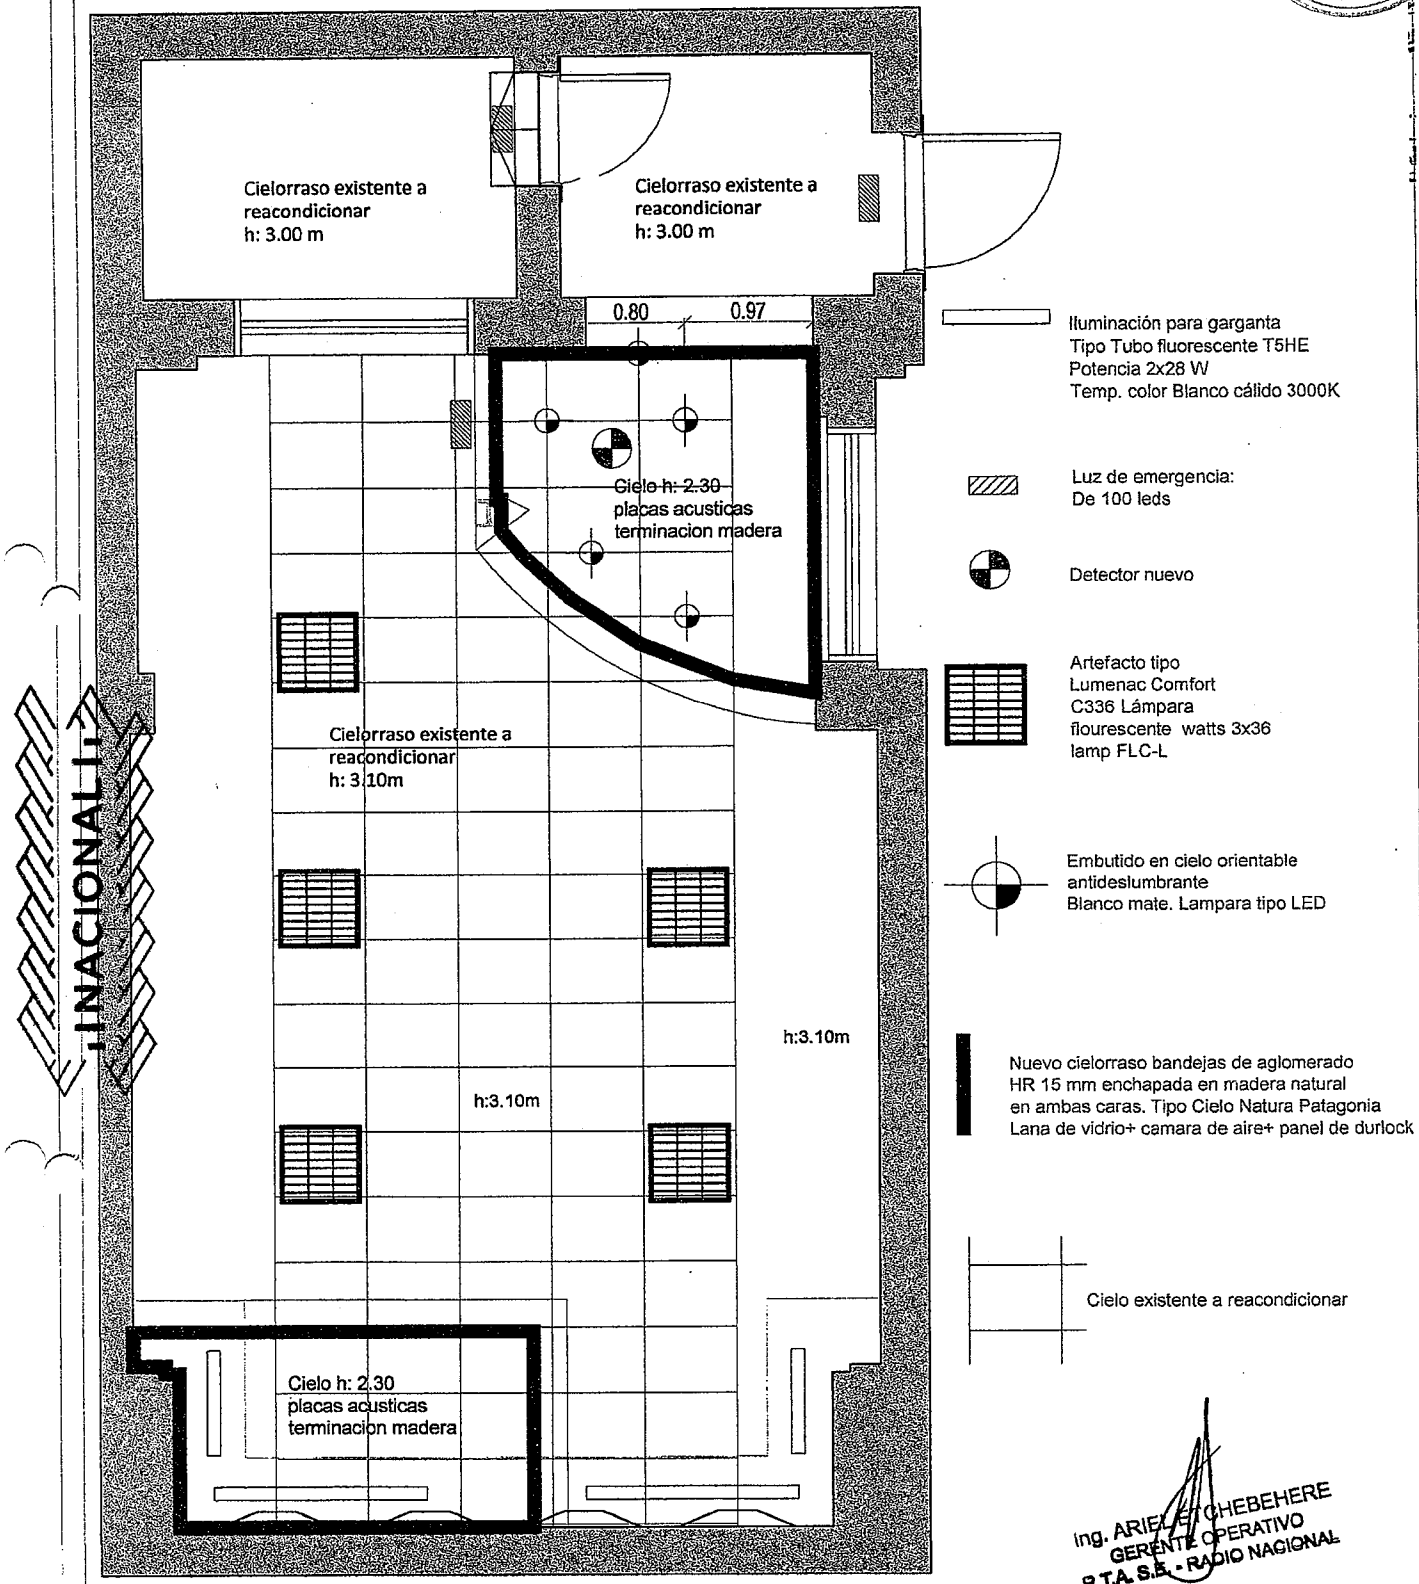 Cielorraso existente a
reacondicionar
h: 3.00 m
Cielorraso existente a
reacondicionar
h: 3.00 m
0.80
0.97
Iluminación para garganta
Tipo Tubo fluorescente T5HE
Potencia 2x28 W
Temp. color Blanco cálido 3000K
Luz de emergencia:
De 100 leds
Cielo h: 2.30
placas acusticas
terminacion madera
Detector nuevo
Artefacto tipo
Lumenac Comfort
C336 Lámpara
flourescente watts 3x36
lamp FLC-L
Cielorraso existente a
reacondicionar
h: 3.10m
NACIONAL
Embutido en cielo orientable
antideslumbrante
Blanco mate. Lampara tipo LED
h:3.10m
h:3.10m
Nuevo cielorraso bandejas de aglomerado
HR 15 mm enchapada en madera natural
en ambas caras. Tipo Cielo Natura Patagonia
Lana de vidrio+ camara de aire+ panel de durlock
Cielo existente a reacondicionar
Cielo h: 2.30
placas acusticas
terminacion madera
Ing. ARIEL ETCHEBEHERE
GERENTE OPERATIVO
R.T.A. S.E. - RADIO NACIONAL